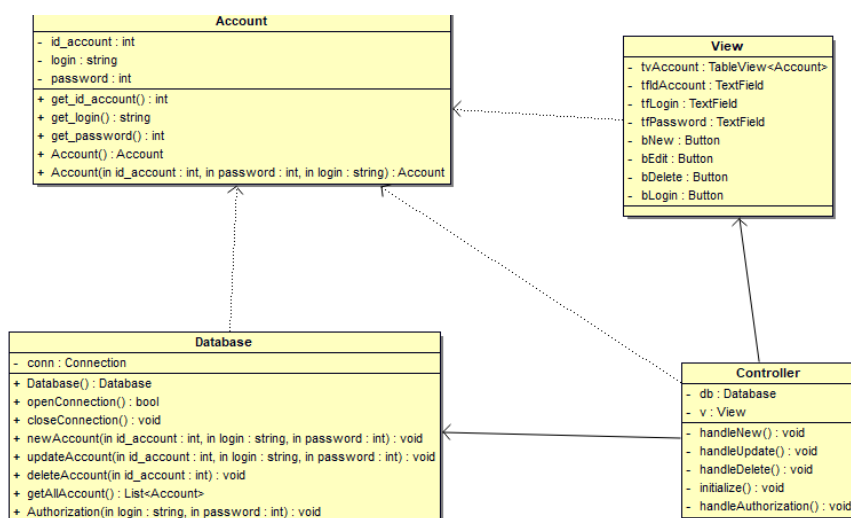 Account
- id_account : int
- login : string
- password : int
+ get_id_account() : int
+ get_login() : string
+ get_password() : int
+ Account() : Account
+ Account(in id_account : int, in password : int, in login : string) : Account
View
- tvAccount : TableView<Account>
- tfIdAccount : TextField
- tfLogin : TextField
- tfPassword : TextField
- bNew : Button
- bEdit : Button
- bDelete : Button
- bLogin : Button
Database
- conn : Connection
+ Database() : Database
+ openConnection() : bool
+ closeConnection() : void
+ newAccount(in id_account : int, in login : string, in password : int) : void
+ updateAccount(in id_account : int, in login : string, in password : int) : void
+ deleteAccount(in id_account : int) : void
+ getAllAccount() : List<Account>
+ Authorization(in login : string, in password : int) : void
Controller
- db : Database
- v : View
- handleNew() : void
- handleUpdate() : void
- handleDelete() : void
- initialize() : void
- handleAuthorization() : void